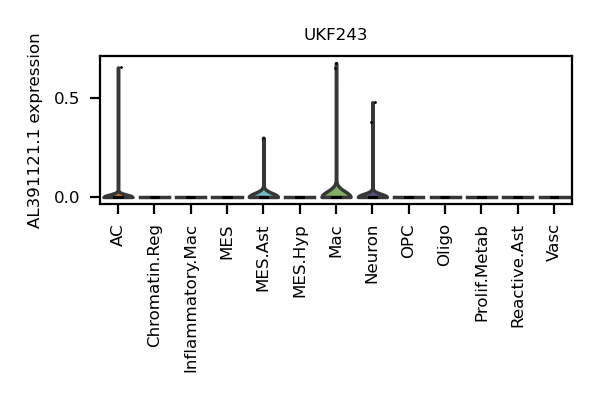 UKF243
AL391121.1 expression
0.5
0.0
AC
Chromatin.Reg
Inflammatory.Mac
MES
MES.Ast
MES.Hyp
Mac
Neuron
OPC
Oligo
Prolif.Metab
Reactive.Ast
Vasc